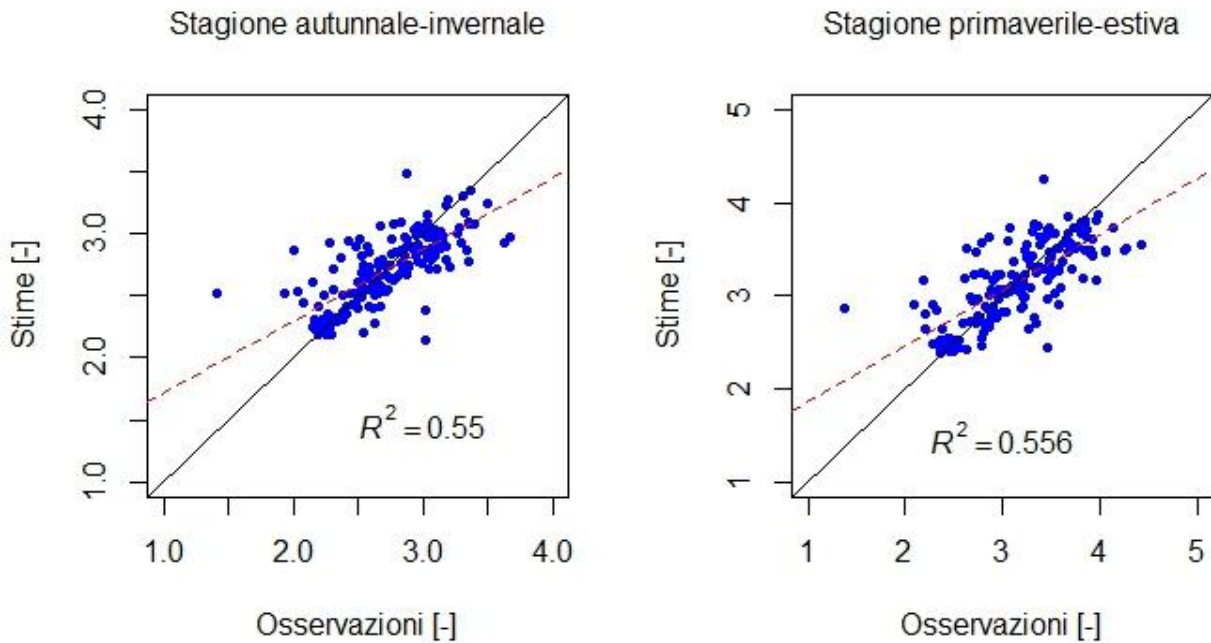 Stagione autunnale-invernale
Stime [-]
4.0
3.0
2.0
1.0
R² = 0.55
1.0 2.0 3.0 4.0
Osservazioni [-]
Stagione primaverile-estiva
Stime [-]
5
4
3
2
1
R² = 0.556
1 2 3 4 5
Osservazioni [-]